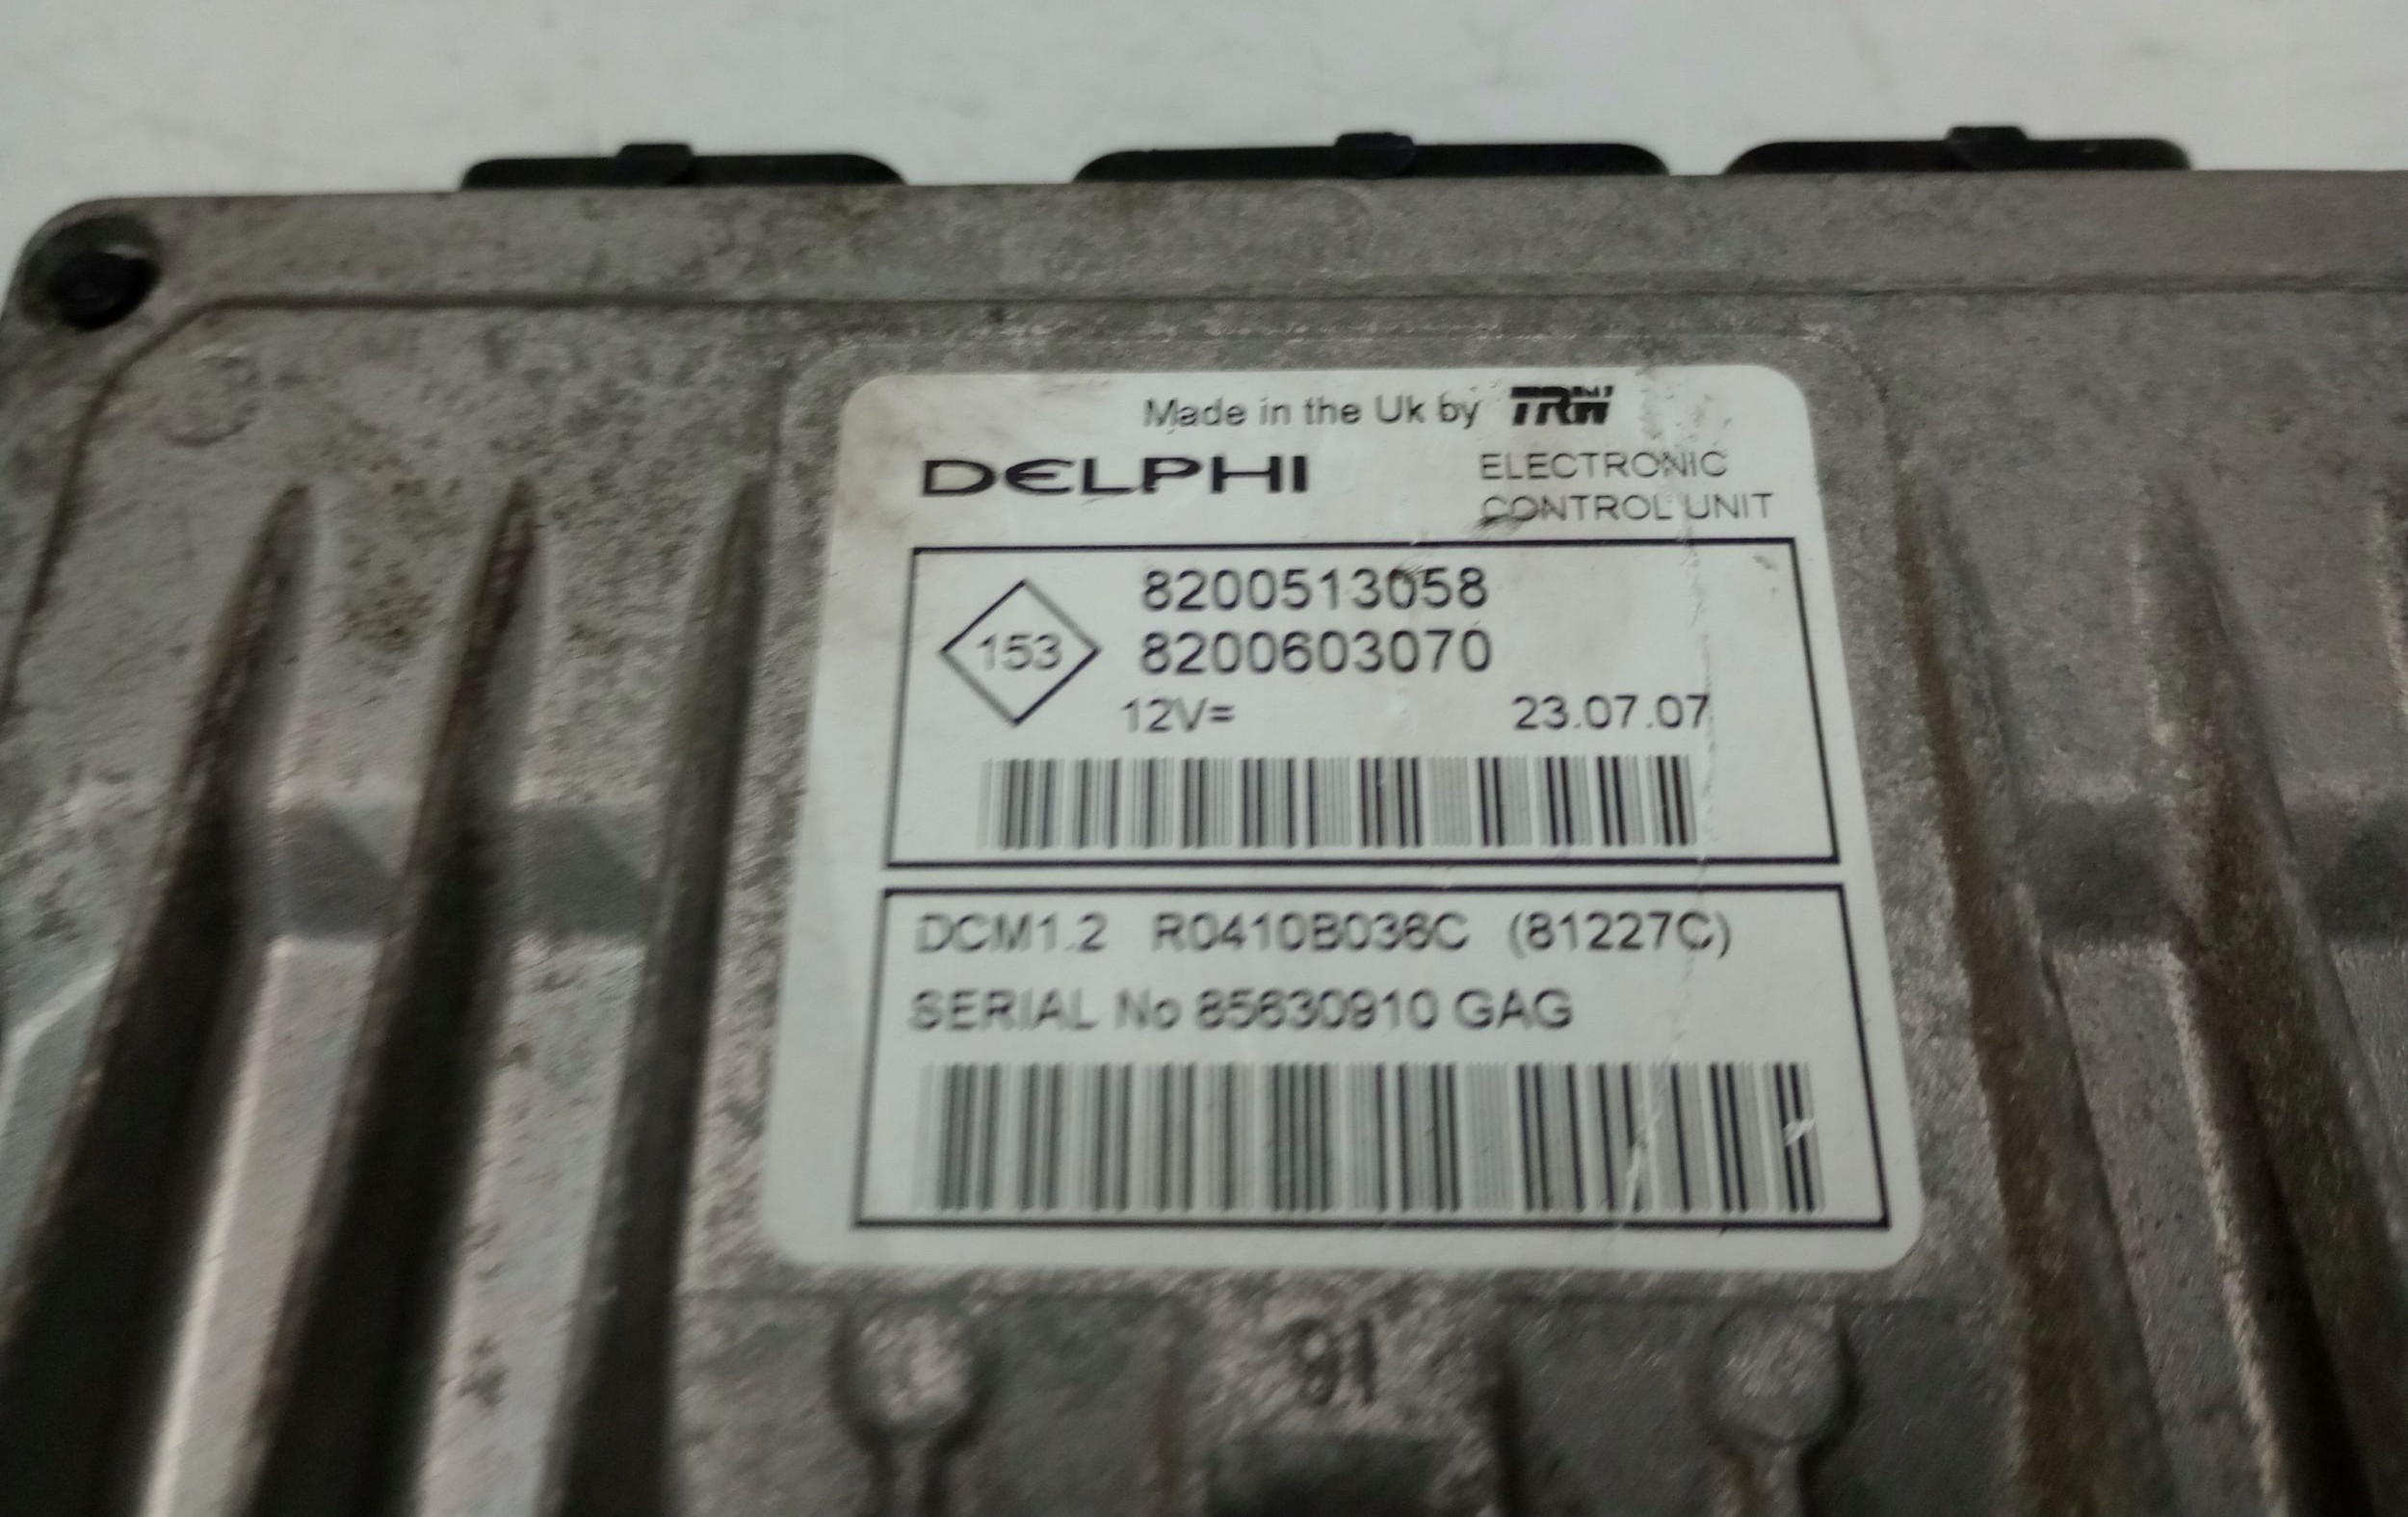 Made in the Uk by TRW
DELPHI
ELECTRONIC
CONTROL UNIT
8200513058
153
8200603070
12V= 23.07.07
DCM1.2 R0410B036C (81227C)
SERIAL No 85630910 GAG